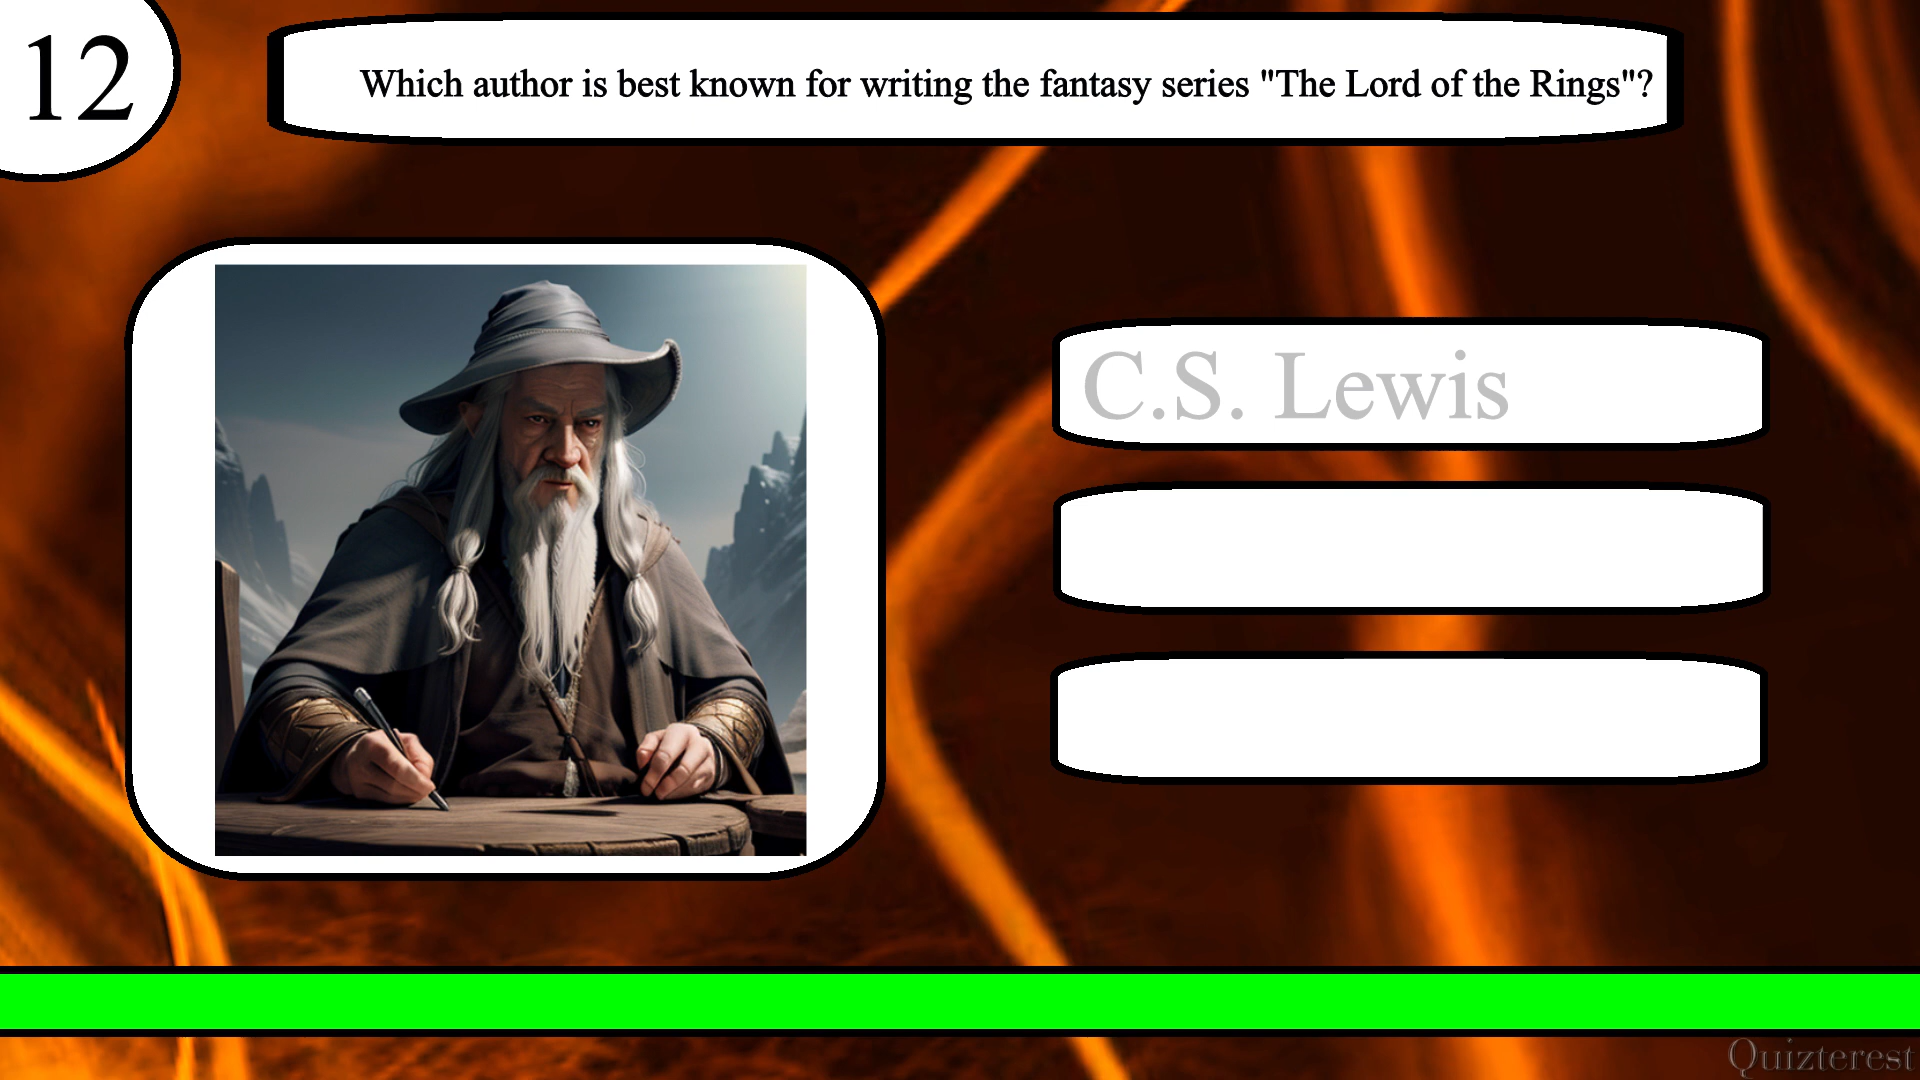 12
Which author is best known for writing the fantasy series "The Lord of the Rings"?
C.S. Lewis
Quizterest